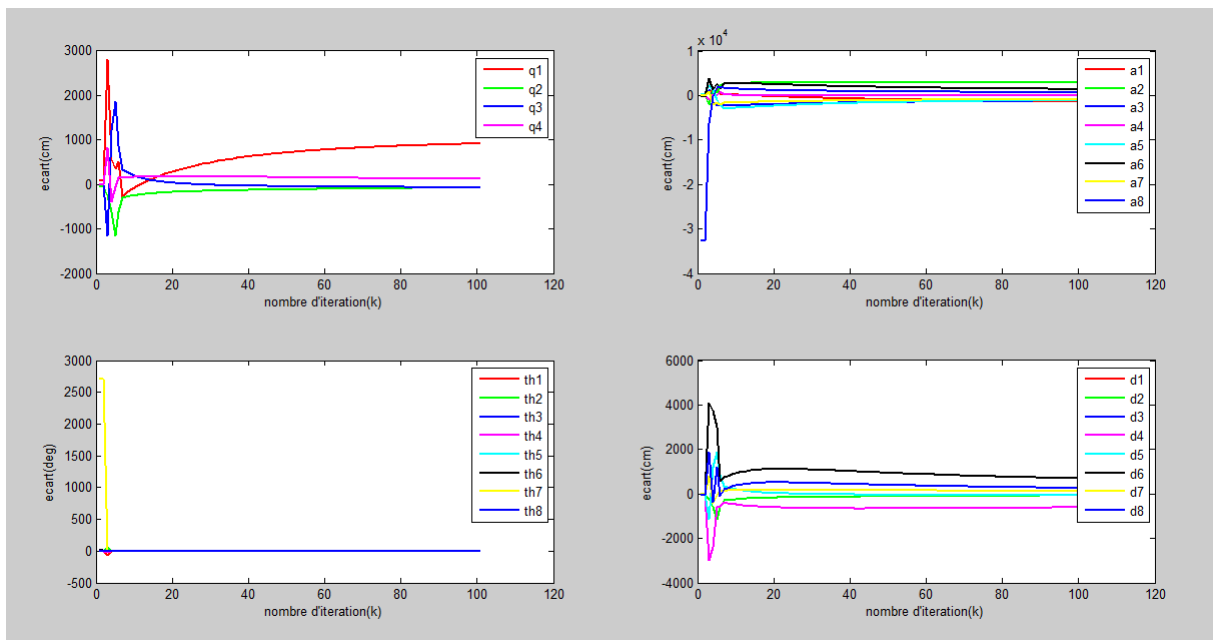 3000
2000
1000
0
-1000
-2000
0 20 40 60 80 100 120
ecart(cm)
nombre d'iteration(k)
q1
q2
q3
q4
x 10^4
1
0
-1
-2
-3
-4
0 20 40 60 80 100 120
ecart(cm)
nombre d'iteration(k)
a1
a2
a3
a4
a5
a6
a7
a8
3000
2500
2000
1500
1000
500
0
-500
0 20 40 60 80 100 120
ecart(deg)
nombre d'iteration(k)
th1
th2
th3
th4
th5
th6
th7
th8
6000
4000
2000
0
-2000
-4000
0 20 40 60 80 100 120
ecart(cm)
nombre d'iteration(k)
d1
d2
d3
d4
d5
d6
d7
d8